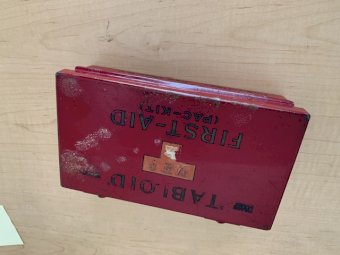 "TABLOID"
FIRST-AID
(PAC-KIT)